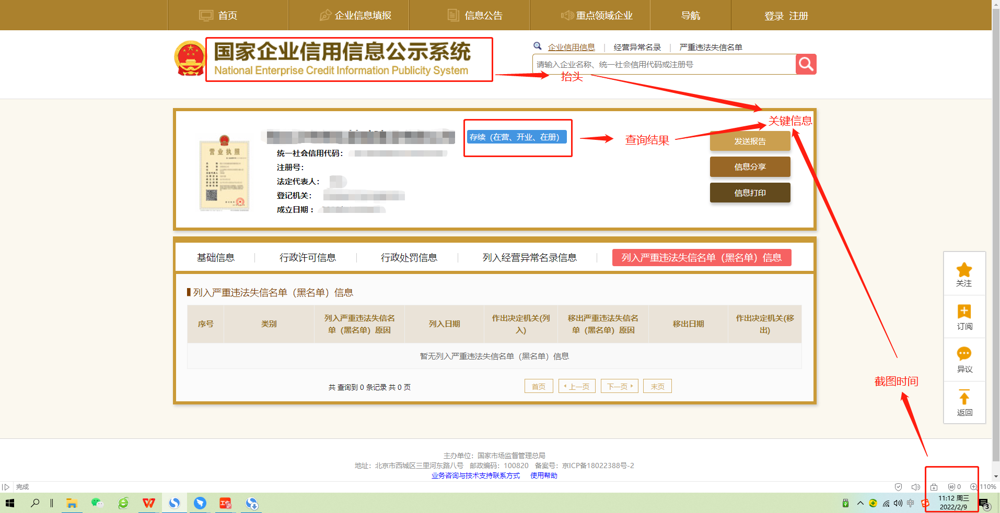 首页
企业信息填报
信息公告
重点领域企业
导航
登录 注册
国家企业信用信息公示系统
National Enterprise Credit Information Publicity System
企业信用信息 | 经营异常名录 | 严重违法失信名单
请输入企业名称、统一社会信用代码或注册号
抬头
关键信息
营业执照
存续（在营、开业、在册）
查询结果
发送报告
统一社会信用代码：
注册号：
信息分享
法定代表人：
登记机关：
信息打印
成立日期：
基础信息
行政许可信息
行政处罚信息
列入经营异常名录信息
列入严重违法失信名单（黑名单）信息
列入严重违法失信名单（黑名单）信息
序号
类别
列入严重违法失信名
单（黑名单）原因
列入日期
作出决定机关(列
入)
移出严重违法失信名
单（黑名单）原因
移出日期
作出决定机关(移
出)
暂无列入严重违法失信名单（黑名单）信息
共 查询到 0 条记录 共 0 页
首页
上一页
下一页
末页
关注
订阅
异议
返回
截图时间
主办单位：国家市场监督管理总局
地址：北京市西城区三里河东路八号 邮政编码：100820 备案号：京ICP备18022388号-2
业务咨询与技术支持联系方式 使用帮助
完成
0
110%
工作
中
11:12 周三
2022/2/9
3